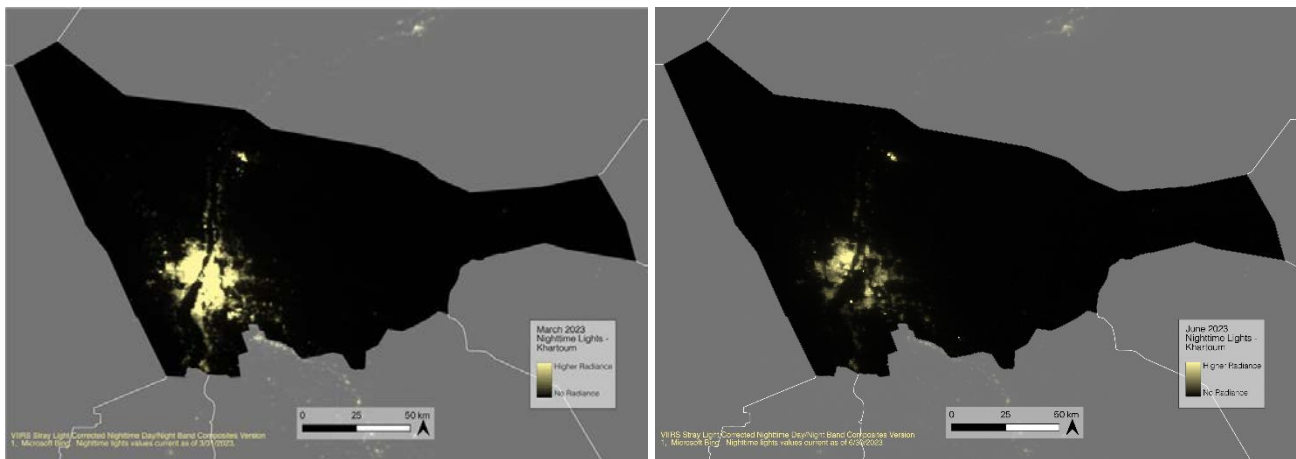 March 2023
Nighttime Lights -
Khartoum
Higher Radiance
No Radiance
0 25 50 km
VIIRS Stray Light Corrected Nighttime Day/Night Band Composites Version
1, Microsoft Bing. Nighttime lights values current as of 3/31/2023.
June 2023
Nighttime Lights -
Khartoum
Higher Radiance
No Radiance
0 25 50 km
VIIRS Stray Light Corrected Nighttime Day/Night Band Composites Version
1, Microsoft Bing. Nighttime lights values current as of 6/30/2023.